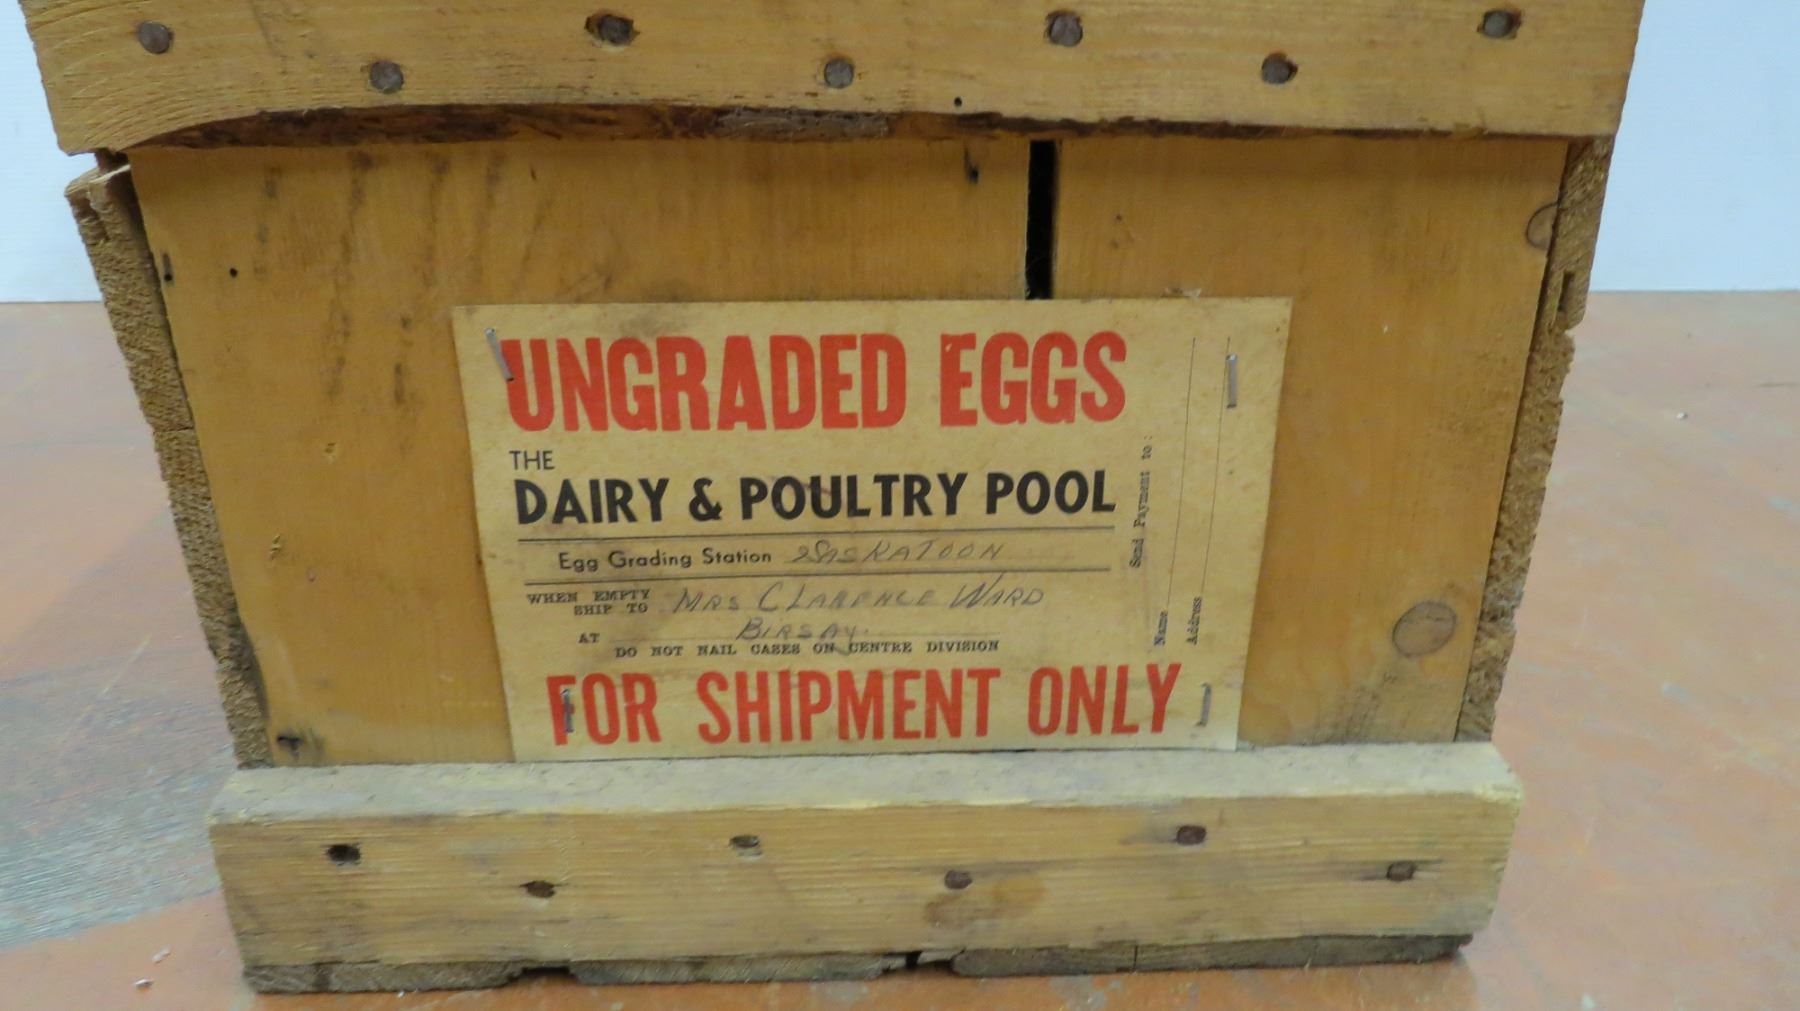 UNGRADED EGGS
THE
DAIRY & POULTRY POOL
Egg Grading Station SASKATOON
WHEN EMPTY
SHIP TO MRS CLARENCE WARD
AT BIRSAY.
DO NOT NAIL CASES ON CENTRE DIVISION
FOR SHIPMENT ONLY
Send Payment to:
Name
Address